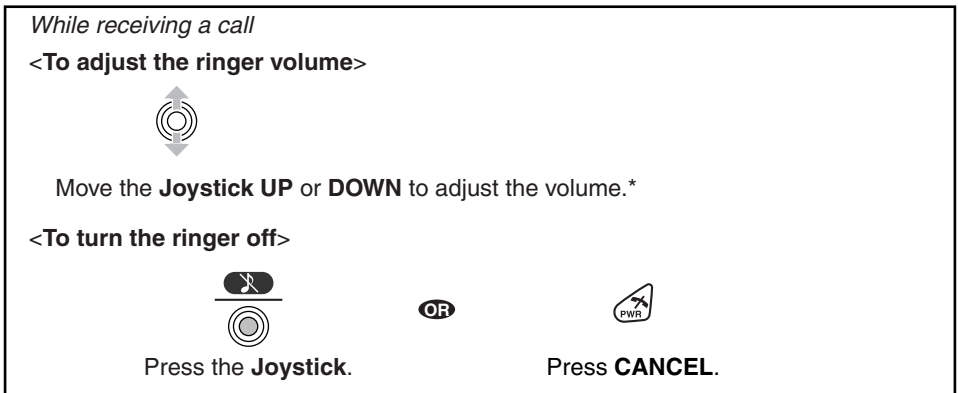 While receiving a call
<To adjust the ringer volume>
Move the Joystick UP or DOWN to adjust the volume.*
<To turn the ringer off>
OR
PWR
Press the Joystick. Press CANCEL.